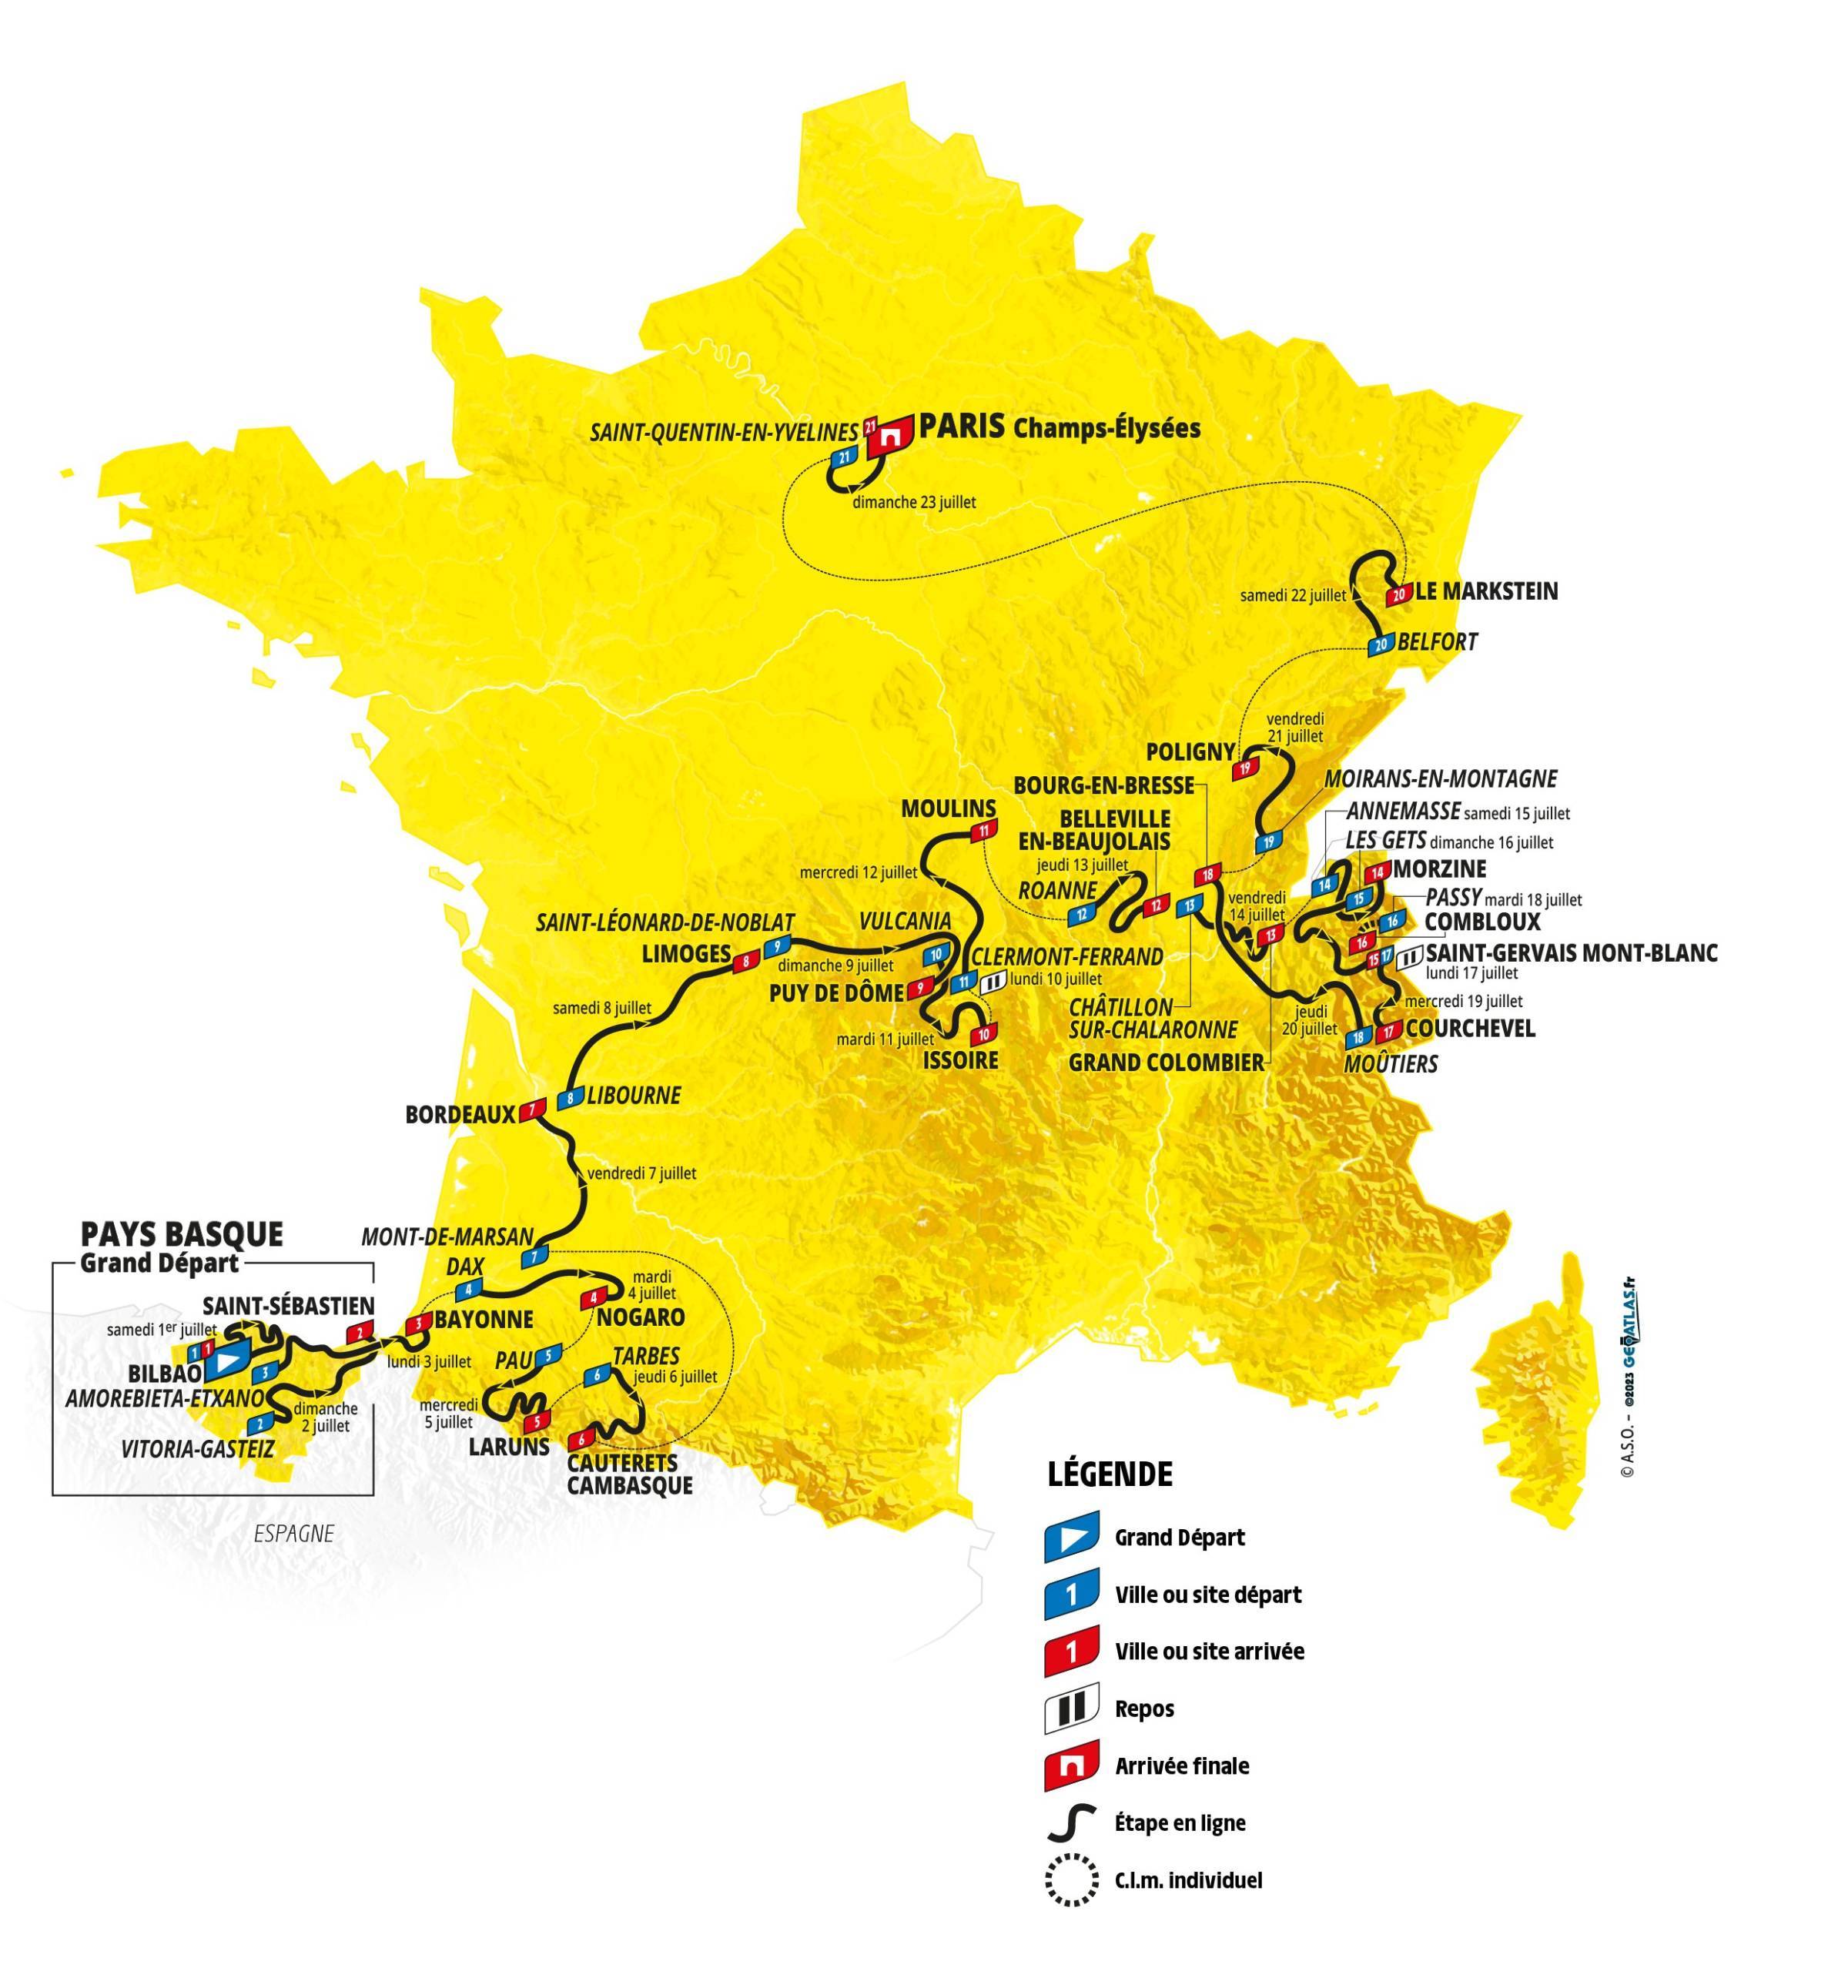 SAINT-QUENTIN-EN-YVELINES
21
PARIS Champs-Élysées
21
dimanche 23 juillet
samedi 22 juillet
20
LE MARKSTEIN
20
BELFORT
vendredi
21 juillet
POLIGNY
19
BOURG-EN-BRESSE
MOIRANS-EN-MONTAGNE
MOULINS
11
BELLEVILLE
EN-BEAUJOLAIS
19
ANNEMASSE samedi 15 juillet
LES GETS dimanche 16 juillet
mercredi 12 juillet
jeudi 13 juillet
18
14
14
MORZINE
ROANNE
12
12
13
vendredi
14 juillet
15
PASSY mardi 18 juillet
16
COMBLOUX
SAINT-LÉONARD-DE-NOBLAT
VULCANIA
13
16
LIMOGES
8
9
10
CLERMONT-FERRAND
15
17
SAINT-GERVAIS MONT-BLANC
lundi 17 juillet
dimanche 9 juillet
lundi 10 juillet
PUY DE DÔME
9
11
samedi 8 juillet
CHÂTILLON
SUR-CHALARONNE
jeudi
20 juillet
mercredi 19 juillet
mardi 11 juillet
10
ISSOIRE
GRAND COLOMBIER
18
17
COURCHEVEL
MOÛTIERS
8
LIBOURNE
BORDEAUX
7
vendredi 7 juillet
MONT-DE-MARSAN
7
PAYS BASQUE
Grand Départ
DAX
4
mardi
4 juillet
SAINT-SÉBASTIEN
samedi 1er juillet
2
3
BAYONNE
4
NOGARO
1
1
BILBAO
3
lundi 3 juillet
PAU
5
TARBES
6
jeudi 6 juillet
AMOREBIETA-ETXANO
dimanche
2 juillet
2
VITORIA-GASTEIZ
mercredi
5 juillet
5
LARUNS
6
CAUTERETS
CAMBASQUE
ESPAGNE
LÉGENDE
Grand Départ
1
Ville ou site départ
1
Ville ou site arrivée
Repos
Arrivée finale
Étape en ligne
C.l.m. individuel
© A.S.O. - ©2023 GEOATLAS.fr